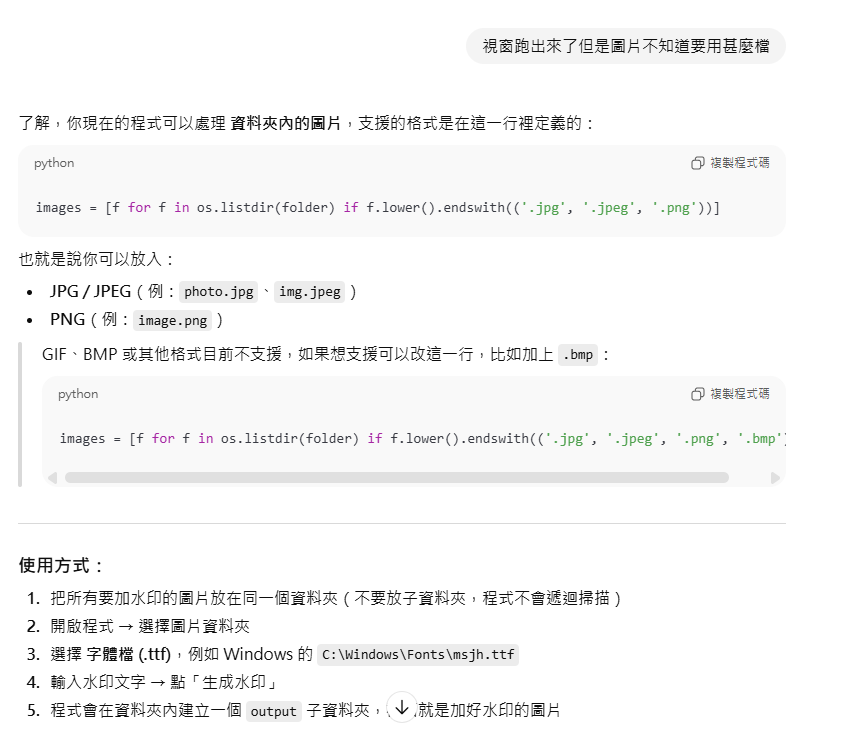 視窗跑出來了但是圖片不知道要用甚麼檔
了解，你現在的程式可以處理 資料夾內的圖片，支援的格式是在這一行裡定義的：
python
複製程式碼
images = [f for f in os.listdir(folder) if f.lower().endswith(('.jpg', '.jpeg', '.png'))]
也就是說你可以放入：
• JPG / JPEG（例：photo.jpg、img.jpeg）
• PNG（例：image.png）
GIF、BMP 或其他格式目前不支援，如果想支援可以改這一行，比如加上 .bmp：
python
複製程式碼
images = [f for f in os.listdir(folder) if f.lower().endswith(('.jpg', '.jpeg', '.png', '.bmp'
使用方式：
1. 把所有要加水印的圖片放在同一個資料夾（不要放子資料夾，程式不會遞迴掃描）
2. 開啟程式 → 選擇圖片資料夾
3. 選擇 字體檔 (.ttf)，例如 Windows 的 C:\Windows\Fonts\msjh.ttf
4. 輸入水印文字 → 點「生成水印」
5. 程式會在資料夾內建立一個 output 子資料夾，就是加好水印的圖片